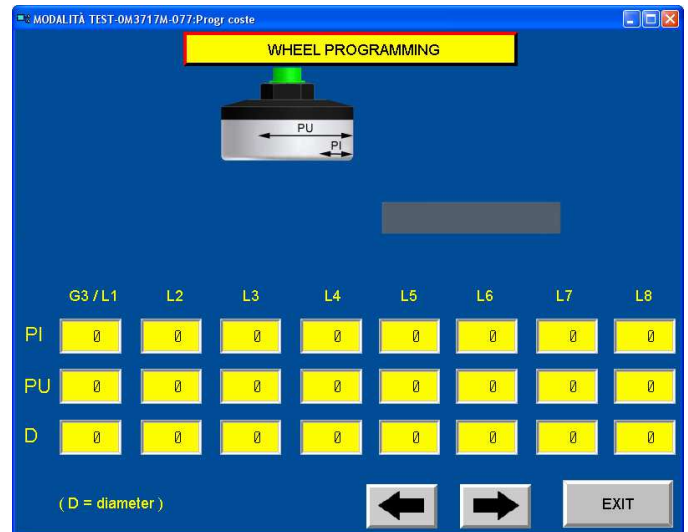 MODALITÀ TEST-0M3717M-077:Progr coste
WHEEL PROGRAMMING
PU
PI
G3 / L1 L2 L3 L4 L5 L6 L7 L8
PI 0 0 0 0 0 0 0 0
PU 0 0 0 0 0 0 0 0
D 0 0 0 0 0 0 0 0
( D = diameter ) EXIT